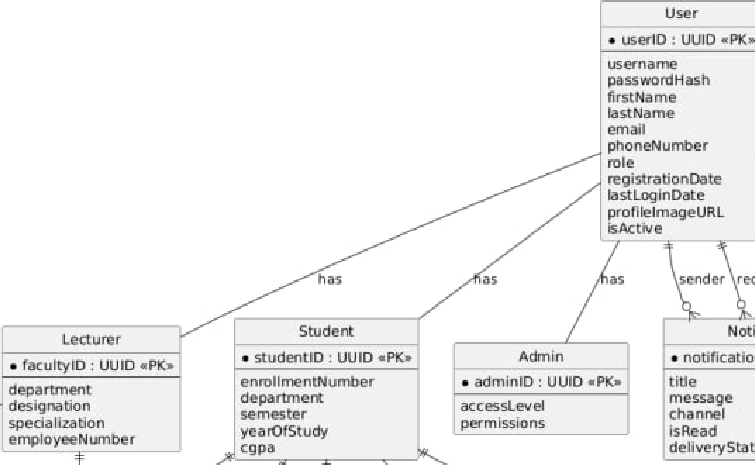 User
• userID : UUID «PK»
username
passwordHash
firstName
lastName
email
phoneNumber
role
registrationDate
lastLoginDate
profileImageURL
isActive
has
has
has
sender
Lecturer
• facultyID : UUID «PK»
department
designation
specialization
employeeNumber
Student
• studentID : UUID «PK»
enrollmentNumber
department
semester
yearOfStudy
cgpa
Admin
• adminID : UUID «PK»
accessLevel
permissions
title
message
channel
isRead